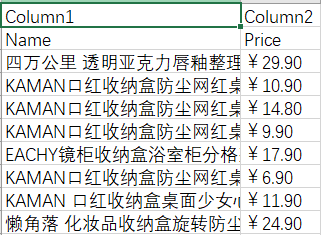 Column1 Column2
Name Price
四万公里 透明亚克力唇釉整理 ￥29.90
KAMAN口红收纳盒防尘网红桌 ￥10.90
KAMAN口红收纳盒防尘网红桌 ￥14.80
KAMAN口红收纳盒防尘网红桌 ￥9.90
EACHY镜柜收纳盒浴室柜分格 ￥17.90
KAMAN口红收纳盒防尘网红桌 ￥6.90
KAMAN 口红收纳盒桌面少女心 ￥11.90
懒角落 化妆品收纳盒旋转防尘 ￥24.90